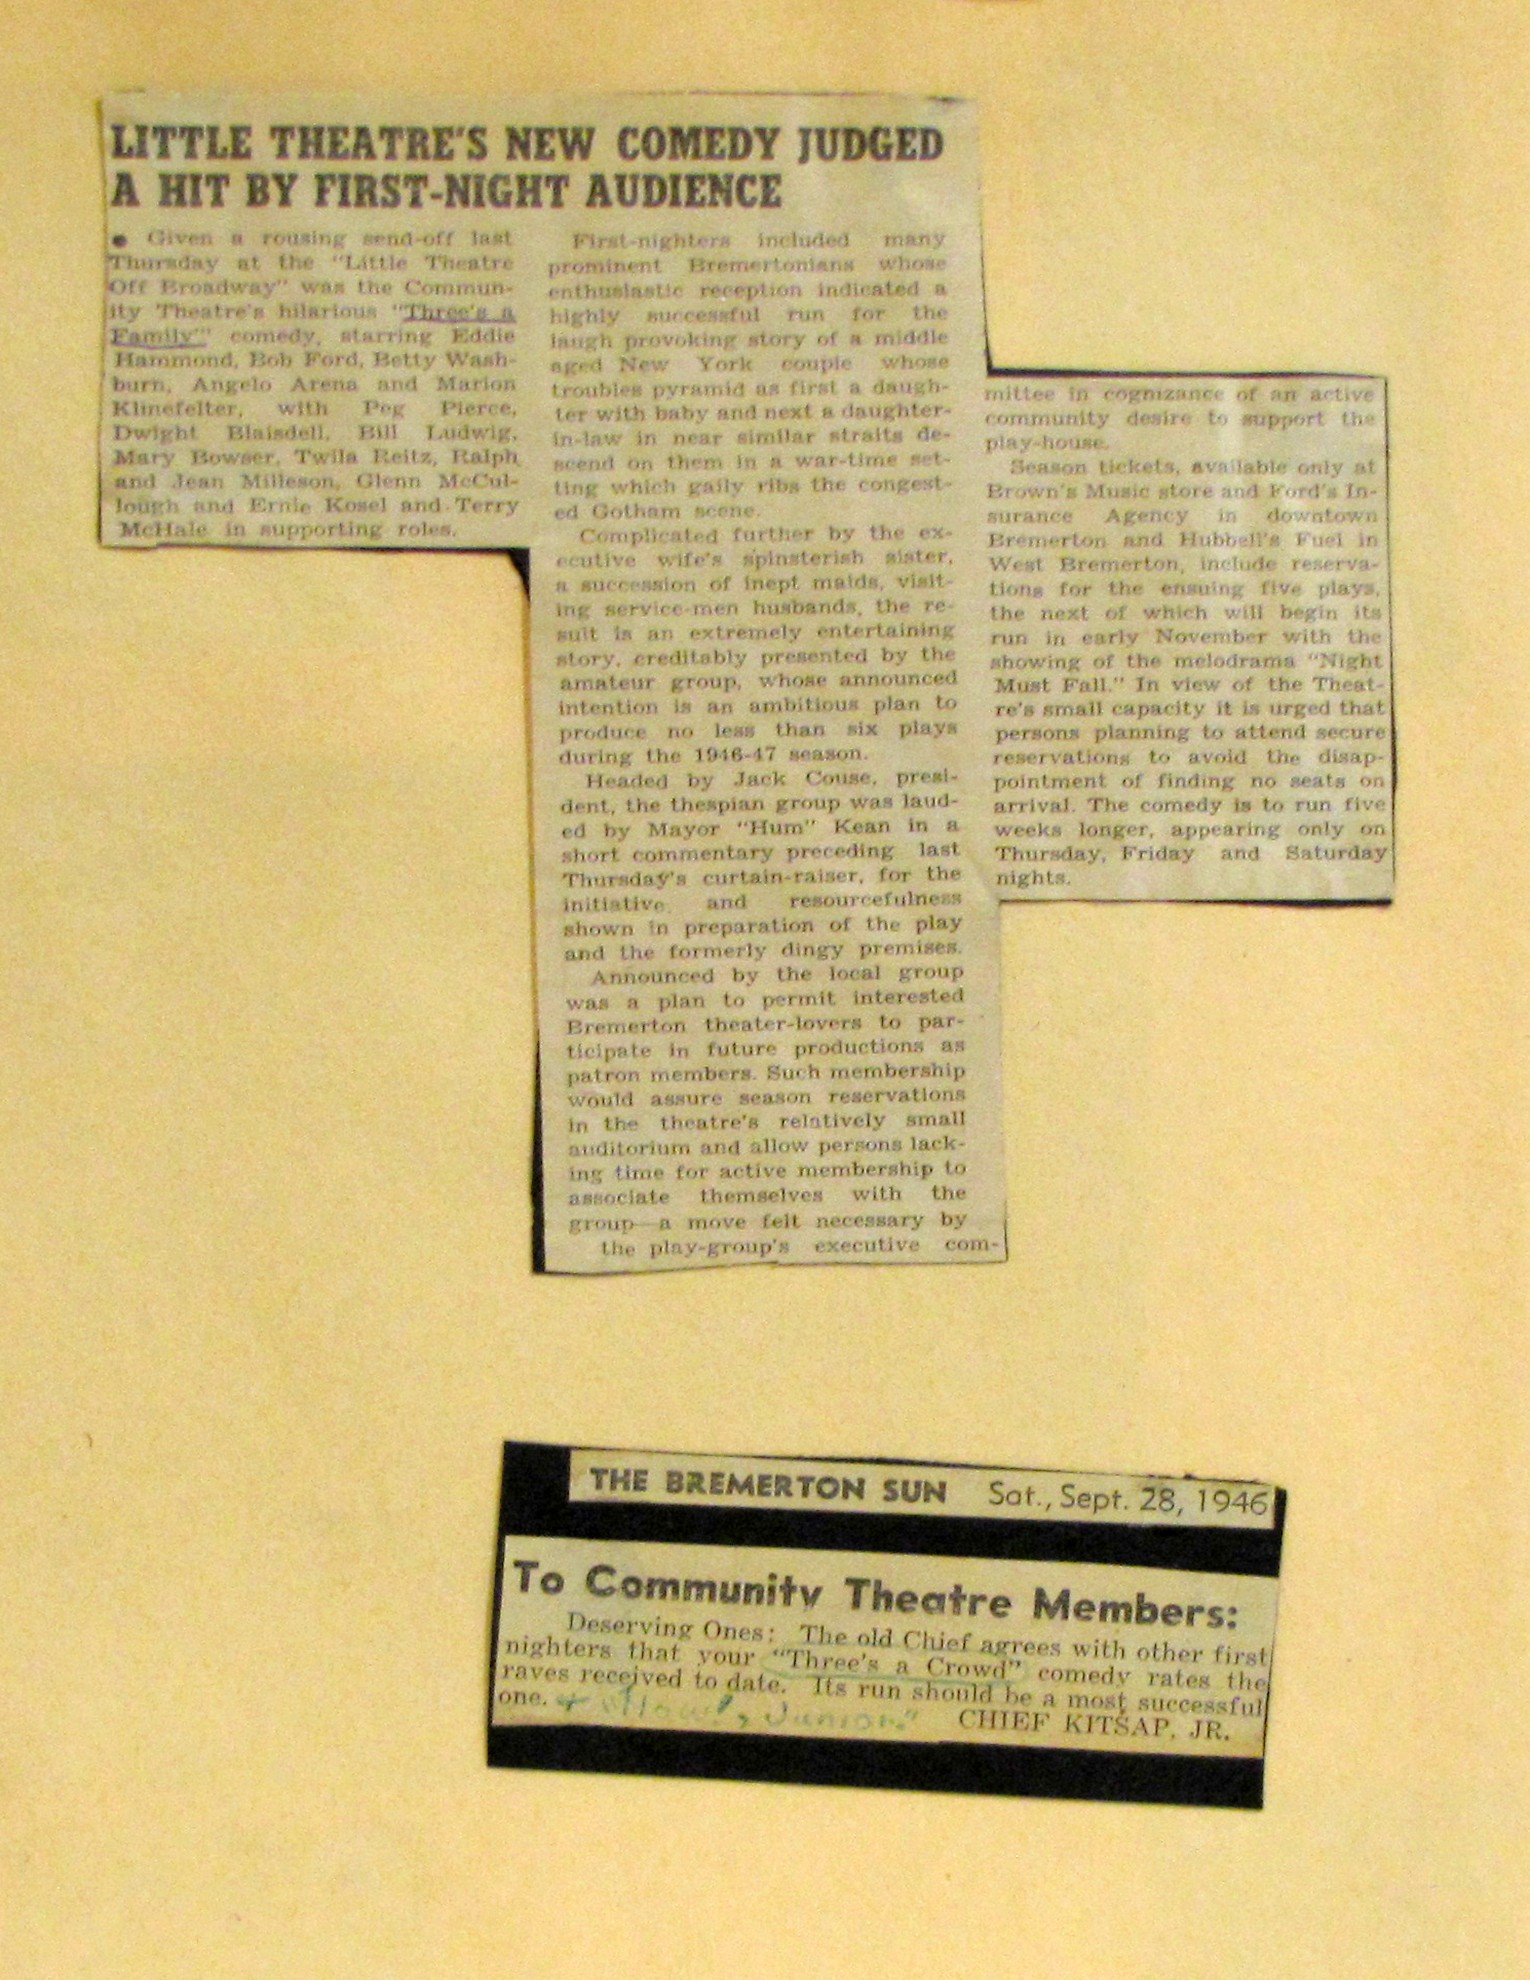 LITTLE THEATRE'S NEW COMEDY JUDGED
A HIT BY FIRST-NIGHT AUDIENCE
● Given a rousing send-off last
Thursday at the "Little Theatre
Off Broadway" was the Commun-
ity Theatre's hilarious "Three's a
Family" comedy, starring Eddie
Hammond, Bob Ford, Betty Wash-
burn, Angelo Arena and Marion
Klinefelter, with Peg Pierce,
Dwight Blaisdell, Bill Ludwig,
Mary Bowser, Twila Reitz, Ralph
and Jean Milleson, Glenn McCul-
lough and Ernie Kosel and Terry
McHale in supporting roles.
First-nighters included many
prominent Bremertonians whose
enthusiastic reception indicated a
highly successful run for the
laugh provoking story of a middle
aged New York couple whose
troubles pyramid as first a daugh-
ter with baby and next a daughter-
in-law in near similar straits de-
scend on them in a war-time set-
ting which gaily ribs the congest-
ed Gotham scene.
Complicated further by the ex-
ecutive wife's spinsterish sister,
a succession of inept maids, visit-
ing service-men husbands, the re-
sult is an extremely entertaining
story, creditably presented by the
amateur group, whose announced
intention is an ambitious plan to
produce no less than six plays
during the 1946-47 season.
Headed by Jack Couse, presi-
dent, the thespian group was laud-
ed by Mayor "Hum" Kean in a
short commentary preceding last
Thursday's curtain-raiser, for the
initiative and resourcefulness
shown in preparation of the play
and the formerly dingy premises.
Announced by the local group
was a plan to permit interested
Bremerton theater-lovers to par-
ticipate in future productions as
patron members. Such membership
would assure season reservations
in the theatre's relatively small
auditorium and allow persons lack-
ing time for active membership to
associate themselves with the
group—a move felt necessary by
the play-group's executive com-
mittee in cognizance of an active
community desire to support the
play-house.
Season tickets, available only at
Brown's Music store and Ford's In-
surance Agency in downtown
Bremerton and Hubbell's Fuel in
West Bremerton, include reserva-
tions for the ensuing five plays,
the next of which will begin its
run in early November with the
showing of the melodrama "Night
Must Fall." In view of the Theat-
re's small capacity it is urged that
persons planning to attend secure
reservations to avoid the disap-
pointment of finding no seats on
arrival. The comedy is to run five
weeks longer, appearing only on
Thursday, Friday and Saturday
nights.
THE BREMERTON SUN Sat., Sept. 28, 1946
To Community Theatre Members:
Deserving Ones: The old Chief agrees with other first
nighters that your "Three's a Crowd" comedy rates the
raves received to date. Its run should be a most successful
one. Junior."
CHIEF KITSAP, JR.